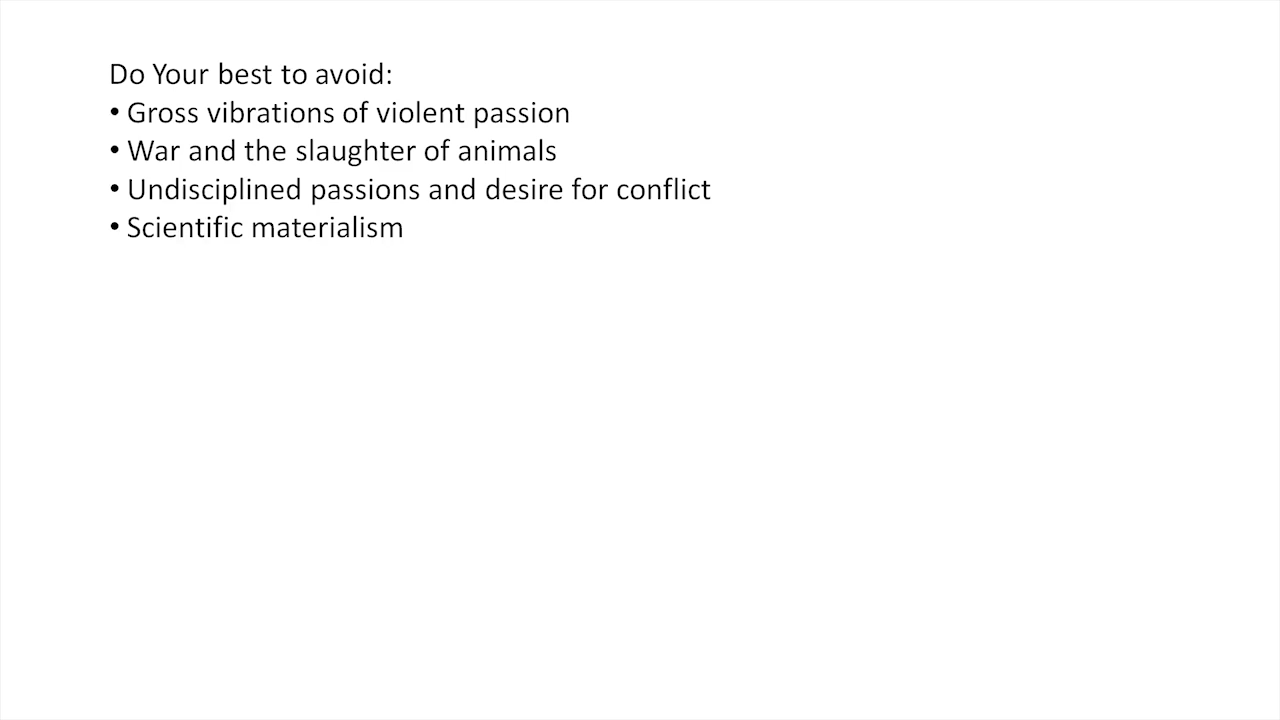 Do Your best to avoid:
• Gross vibrations of violent passion
• War and the slaughter of animals
• Undisciplined passions and desire for conflict
• Scientific materialism